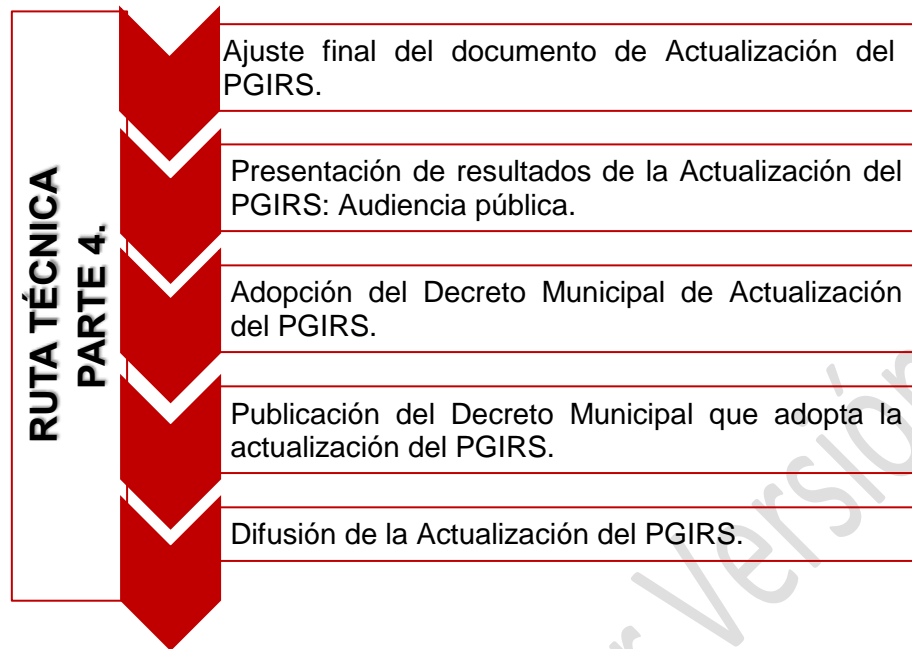 RUTA TÉCNICA
PARTE 4.
Ajuste final del documento de Actualización del
PGIRS.
Presentación de resultados de la Actualización del
PGIRS: Audiencia pública.
Adopción del Decreto Municipal de Actualización
del PGIRS.
Publicación del Decreto Municipal que adopta la
actualización del PGIRS.
Difusión de la Actualización del PGIRS.
r Versión